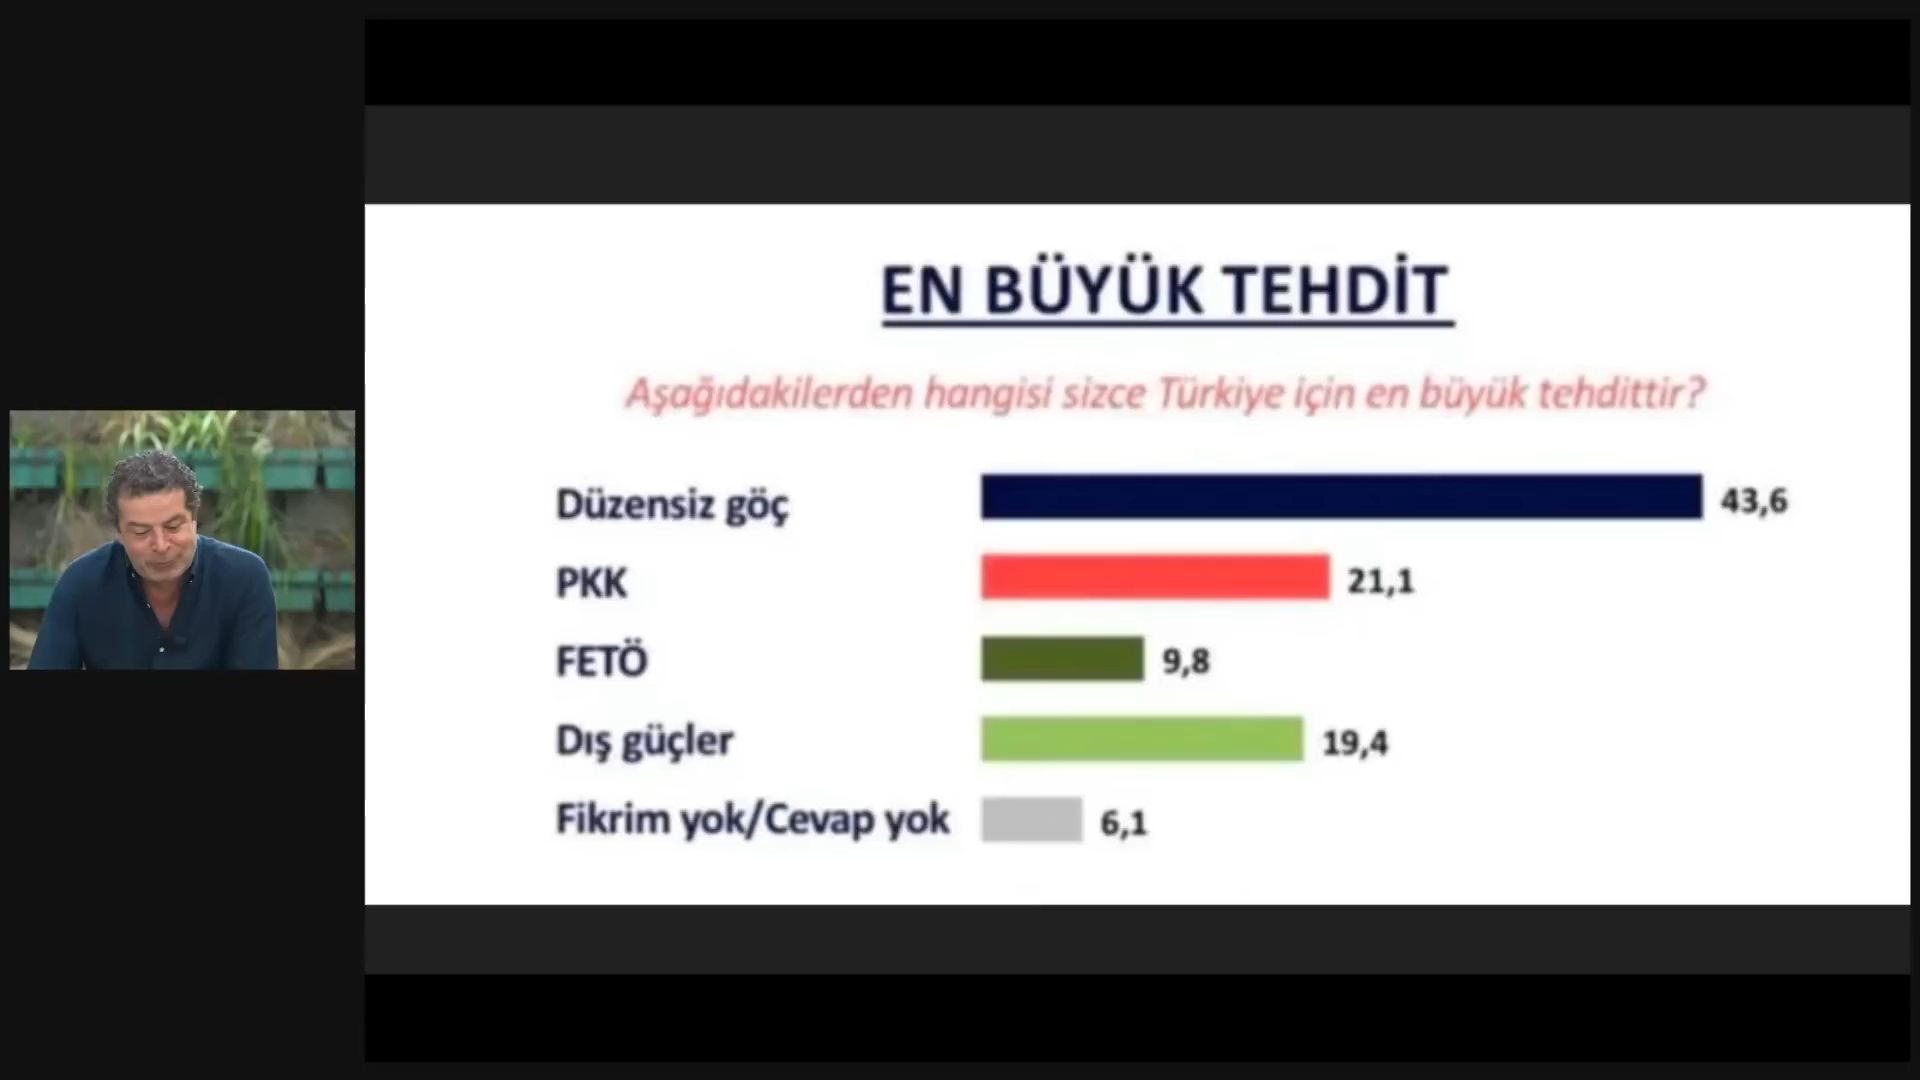 EN BÜYÜK TEHDİT
Aşağıdakilerden hangisi sizce Türkiye için en büyük tehdittir?
Düzensiz göç 43,6
PKK 21,1
FETÖ 9,8
Dış güçler 19,4
Fikrim yok/Cevap yok 6,1